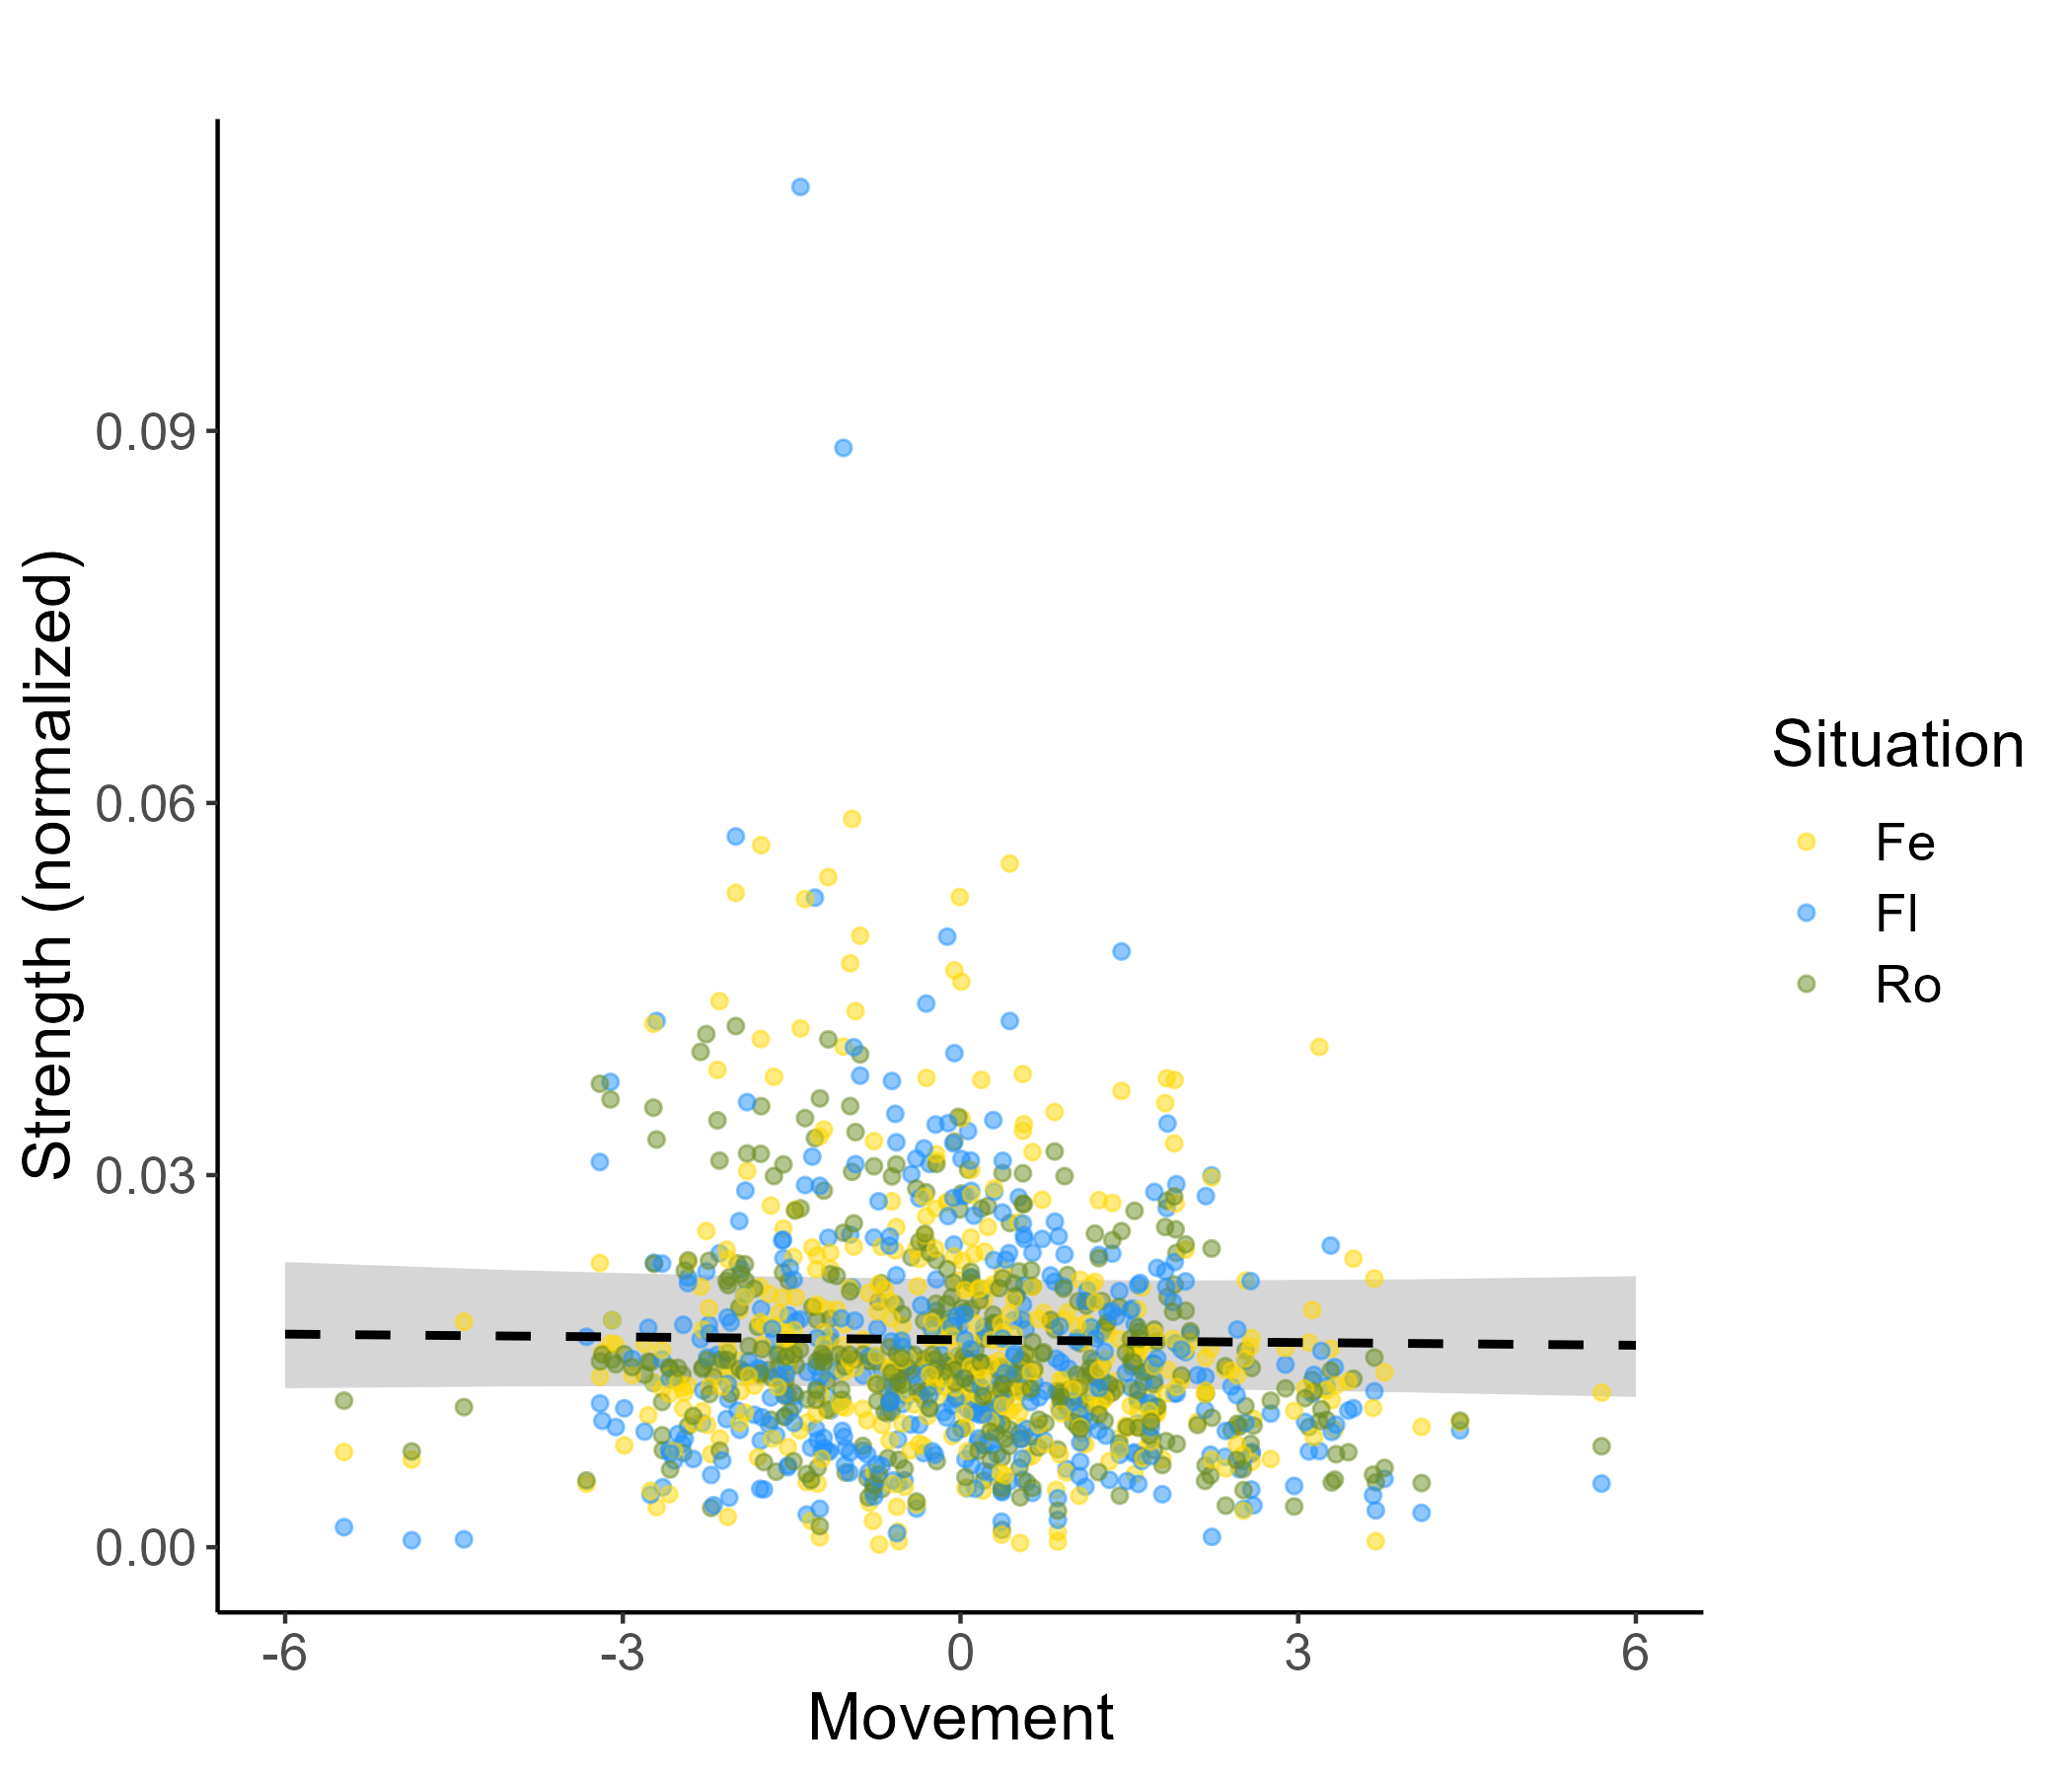 0.09
0.06
0.03
0.00
Strength (normalized)
-6
-3
0
3
6
Movement
Situation
Fe
Fl
Ro